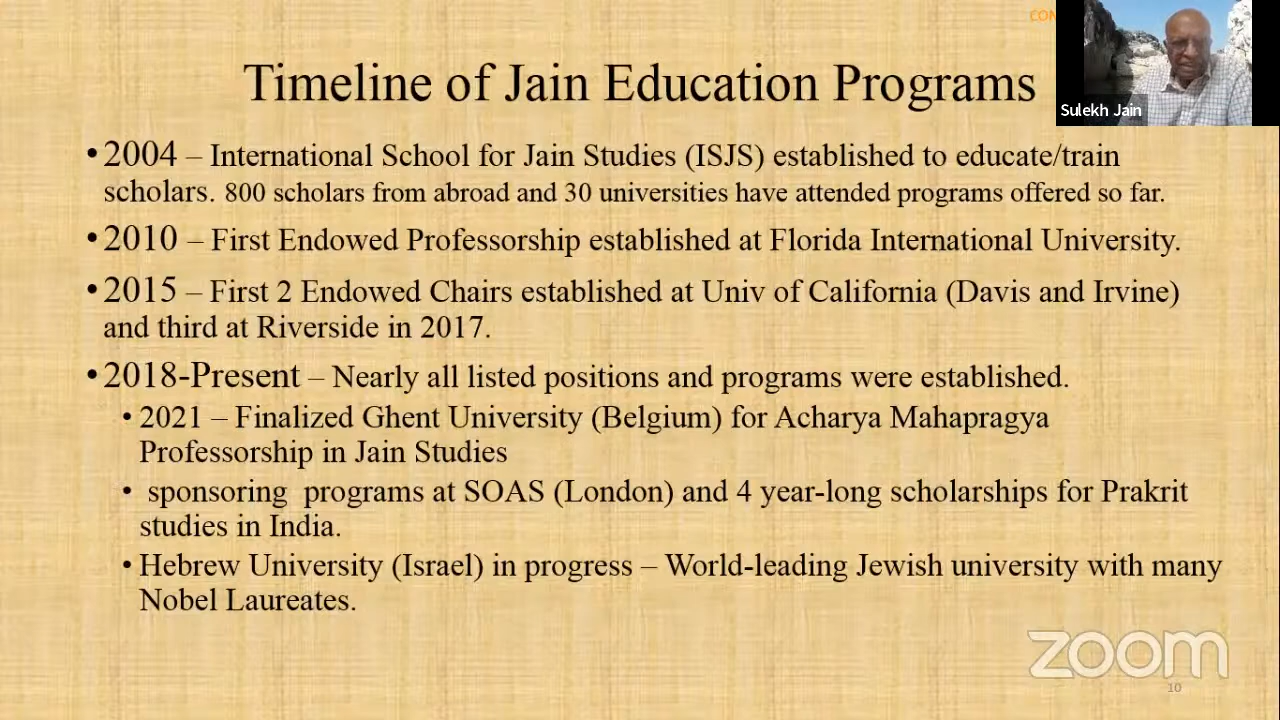 CON
Timeline of Jain Education Programs
Sulekh Jain
•2004 – International School for Jain Studies (ISJS) established to educate/train
scholars. 800 scholars from abroad and 30 universities have attended programs offered so far.
•2010 – First Endowed Professorship established at Florida International University.
•2015 – First 2 Endowed Chairs established at Univ of California (Davis and Irvine)
and third at Riverside in 2017.
•2018-Present – Nearly all listed positions and programs were established.
• 2021 – Finalized Ghent University (Belgium) for Acharya Mahapragya
Professorship in Jain Studies
• sponsoring programs at SOAS (London) and 4 year-long scholarships for Prakrit
studies in India.
• Hebrew University (Israel) in progress – World-leading Jewish university with many
Nobel Laureates.
zoom
10